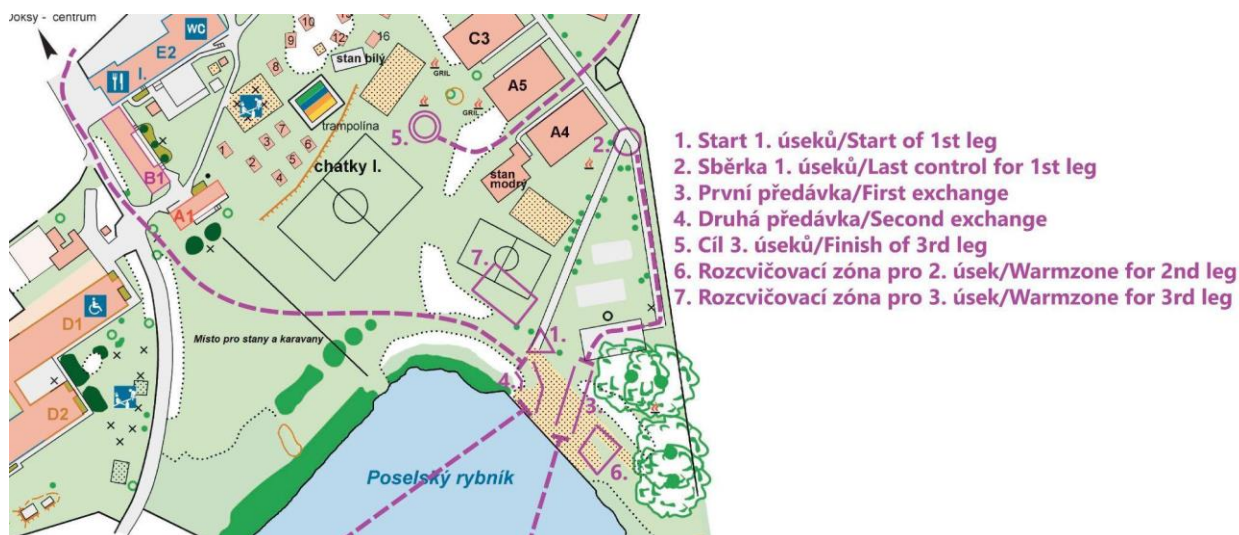 Doksy - centrum
WC
E2
I.
B1
A1
D1
D2
9
10
12
16
8
stan bílý
GRIL
GRIL
trampolína
7
3
6
1
2
5
4
chatky I.
C3
A5
A4
stan
modrý
5.
2.
7.
1.
4.
3.
6.
Místo pro stany a karavany
Poselský rybník
1. Start 1. úseků/Start of 1st leg
2. Sběrka 1. úseků/Last control for 1st leg
3. První předávka/First exchange
4. Druhá předávka/Second exchange
5. Cíl 3. úseků/Finish of 3rd leg
6. Rozcvičovací zóna pro 2. úsek/Warmzone for 2nd leg
7. Rozcvičovací zóna pro 3. úsek/Warmzone for 3rd leg